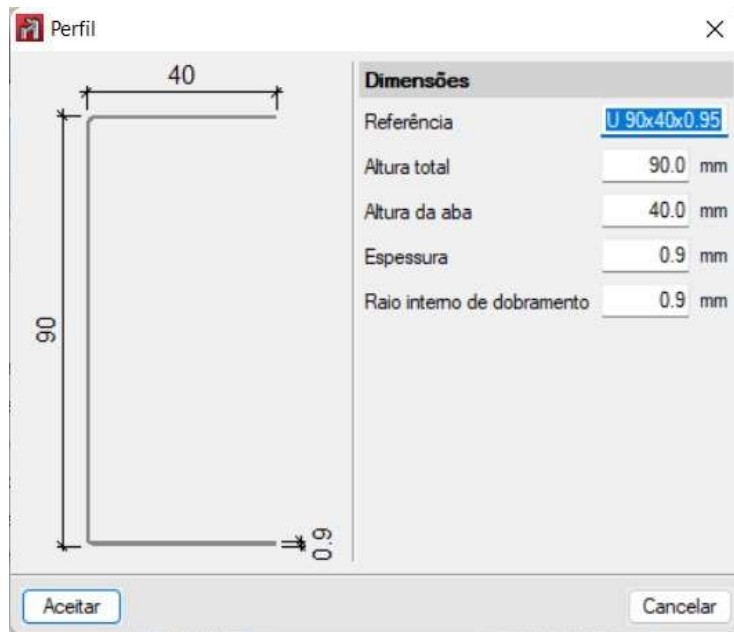 Perfil
40
90
0.9
Dimensões
Referência U 90x40x0.95
Altura total 90.0 mm
Altura da aba 40.0 mm
Espessura 0.9 mm
Raio interno de dobramento 0.9 mm
Aceitar Cancelar